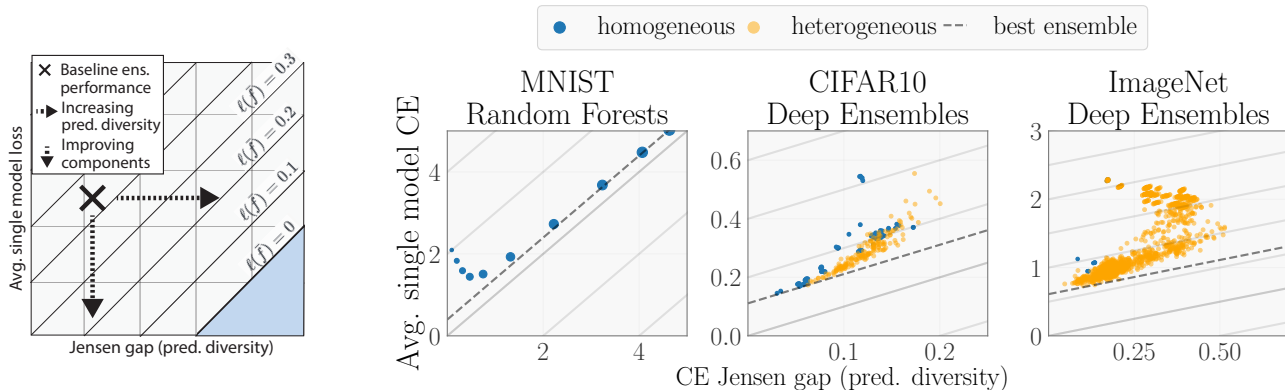 homogeneous
heterogeneous
best ensemble
Baseline ens.
performance
Increasing
pred. diversity
Improving
components
ℓ(f̄) = 0.3
ℓ(f̄) = 0.2
ℓ(f̄) = 0.1
ℓ(f̄) = 0
Avg. single model loss
Jensen gap (pred. diversity)
MNIST
Random Forests
Avg. single model CE
4
2
0
2
4
CIFAR10
Deep Ensembles
0.6
0.4
0.2
0.0
0.1
0.2
ImageNet
Deep Ensembles
3
2
1
0
0.25
0.50
CE Jensen gap (pred. diversity)